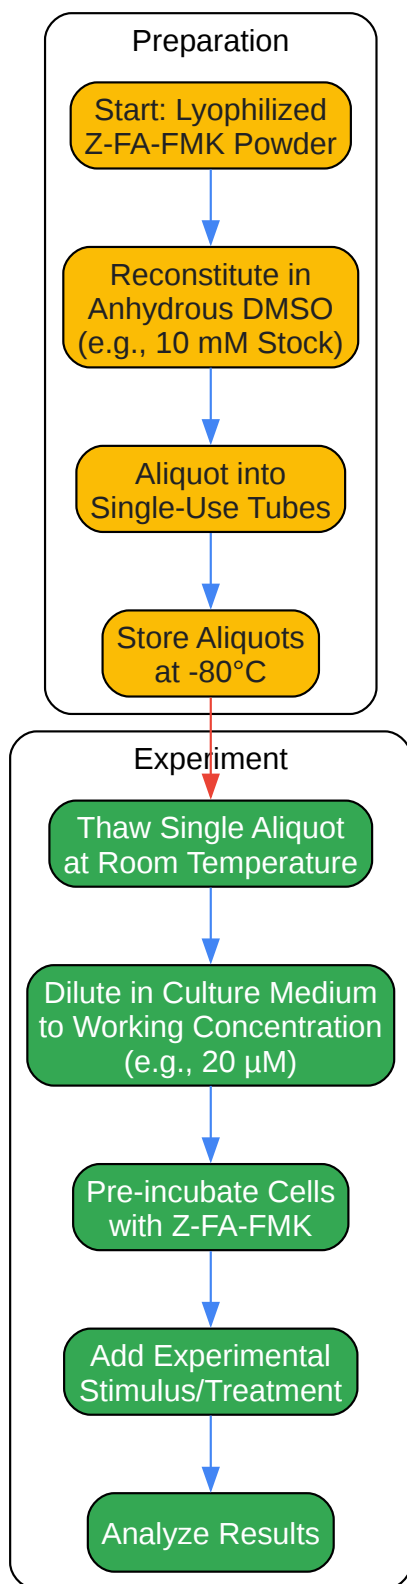 Preparation
Start: Lyophilized
Z-FA-FMK Powder
Reconstitute in
Anhydrous DMSO
(e.g., 10 mM Stock)
Aliquot into
Single-Use Tubes
Store Aliquots
at -80°C
Experiment
Thaw Single Aliquot
at Room Temperature
Dilute in Culture Medium
to Working Concentration
(e.g., 20 µM)
Pre-incubate Cells
with Z-FA-FMK
Add Experimental
Stimulus/Treatment
Analyze Results